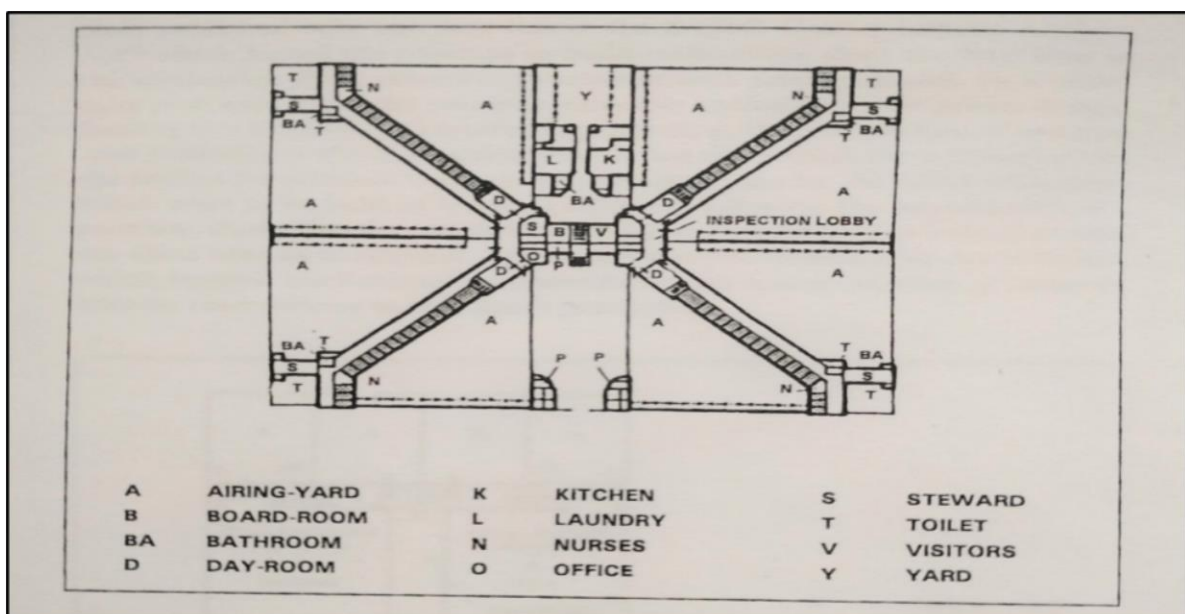 T N A Y A N T
S S
BA T T BA
L K
A D BA D A
S B V INSPECTION LOBBY
O P
A D D A
A A
BA T P P T BA
S S
T N N T
A AIRING-YARD K KITCHEN S STEWARD
B BOARD-ROOM L LAUNDRY T TOILET
BA BATHROOM N NURSES V VISITORS
D DAY-ROOM O OFFICE Y YARD